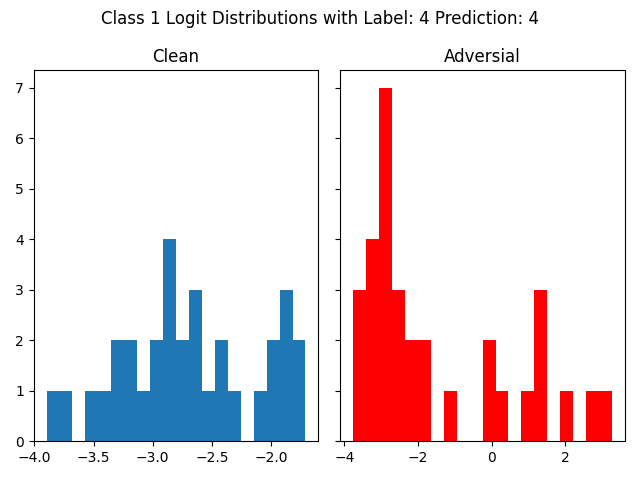 Class 1 Logit Distributions with Label: 4 Prediction: 4
Clean
Adversial
7
6
5
4
3
2
1
0
−4.0 −3.5 −3.0 −2.5 −2.0
−4 −2 0 2